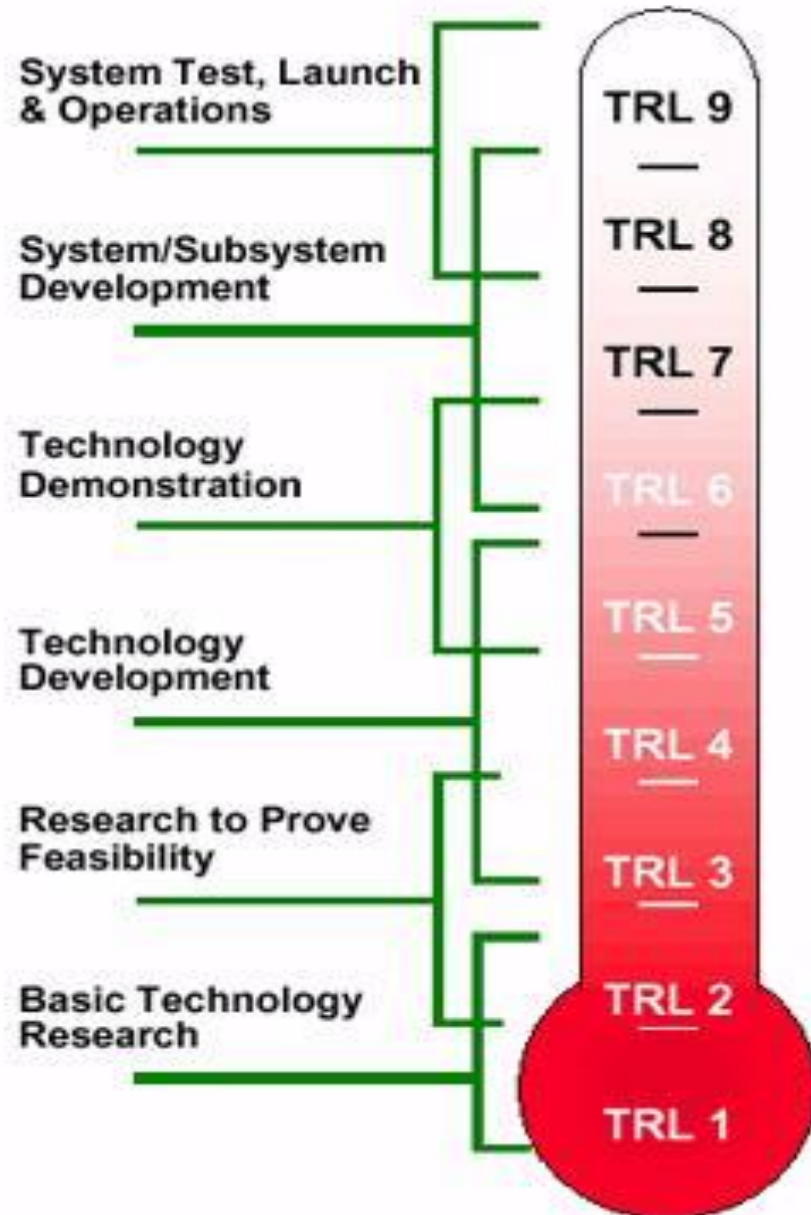 System Test, Launch
& Operations
System/Subsystem
Development
Technology
Demonstration
Technology
Development
Research to Prove
Feasibility
Basic Technology
Research
TRL 9
TRL 8
TRL 7
TRL 6
TRL 5
TRL 4
TRL 3
TRL 2
TRL 1